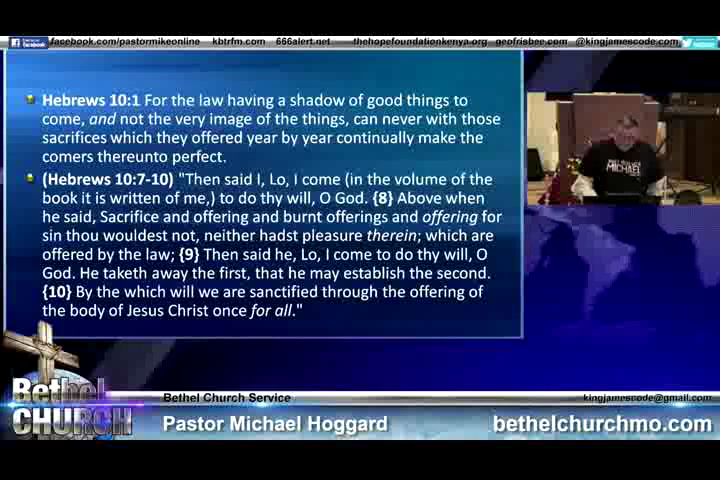 facebook.com/pastormikeonline kbtrfm.com 666alert.net thehopefoundationkenya.org geofrisbee.com @kingjamescode.com
Hebrews 10:1 For the law having a shadow of good things to
come, and not the very image of the things, can never with those
sacrifices which they offered year by year continually make the
comers thereunto perfect.
(Hebrews 10:7-10) "Then said I, Lo, I come (in the volume of the
book it is written of me,) to do thy will, O God. {8} Above when
he said, Sacrifice and offering and burnt offerings and offering for
sin thou wouldest not, neither hadst pleasure therein; which are
offered by the law; {9} Then said he, Lo, I come to do thy will, O
God. He taketh away the first, that he may establish the second.
{10} By the which will we are sanctified through the offering of
the body of Jesus Christ once for all."
MICHAEL
Bethel
CHURCH
Bethel Church Service kingjamescode@gmail.com
Pastor Michael Hoggard bethelchurchmo.com